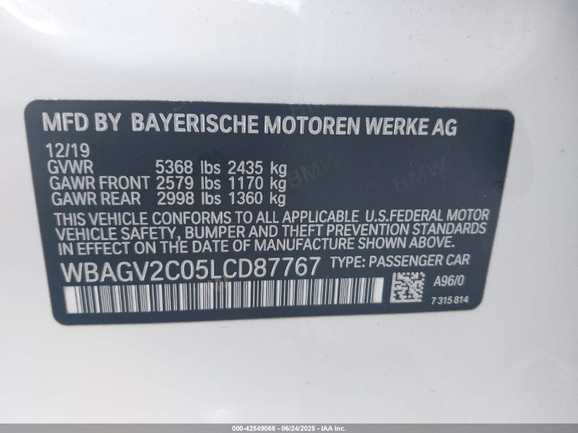 MFD BY BAYERISCHE MOTOREN WERKE AG
12/19
GVWR 5368 lbs 2435 kg
GAWR FRONT 2579 lbs 1170 kg
GAWR REAR 2998 lbs 1360 kg
THIS VEHICLE CONFORMS TO ALL APPLICABLE U.S.FEDERAL MOTOR
VEHICLE SAFETY, BUMPER AND THEFT PREVENTION STANDARDS IN
EFFECT ON THE DATE OF MANUFACTURE SHOWN ABOVE.
WBAGV2C05LCD87767 TYPE: PASSENGER CAR
A96/0
7 315 814
000-42549066 - 06/24/2025 - IAA Inc.